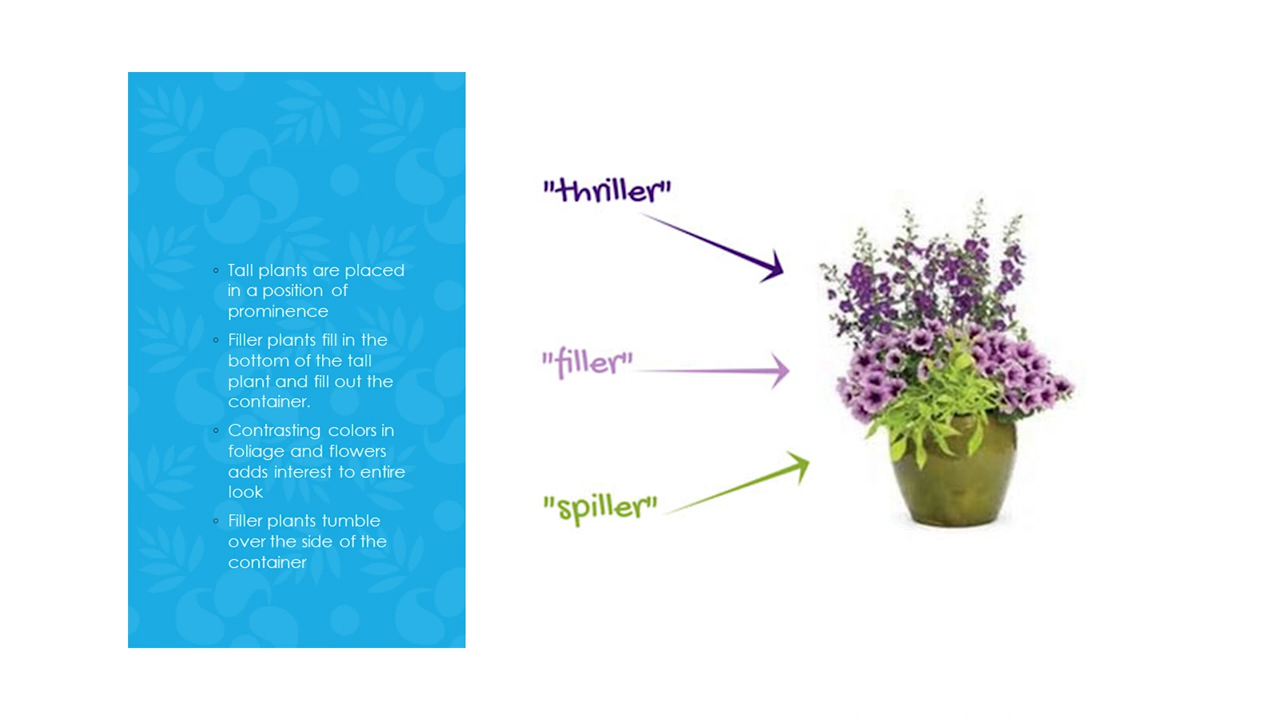 ◦ Tall plants are placed
in a position of
prominence
◦ Filler plants fill in the
bottom of the tall
plant and fill out the
container.
◦ Contrasting colors in
foliage and flowers
adds interest to entire
look
◦ Filler plants tumble
over the side of the
container
"thriller"
"filler"
"spiller"